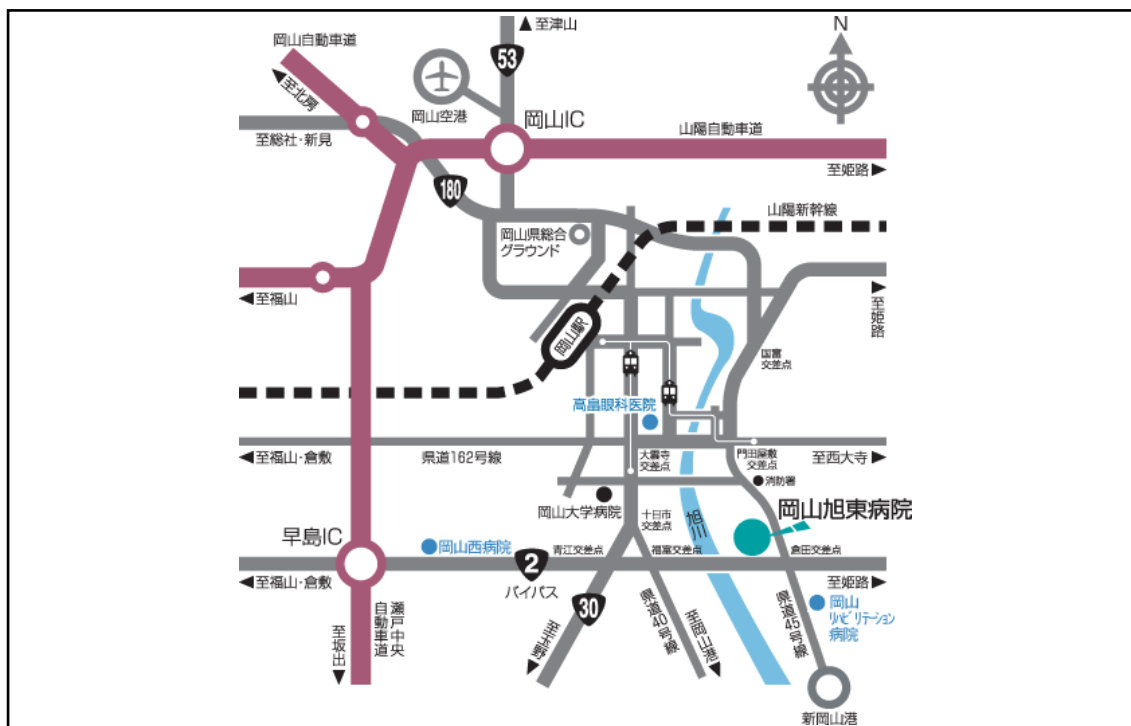 至津山
N
岡山自動車道
53
至北房
岡山空港
岡山IC
山陽自動車道
至総社・新見
至姫路
180
山陽新幹線
岡山県総合
グラウンド
至福山
至姫路
岡山駅
国富
交差点
高畠眼科医院
至福山・倉敷
県道162号線
大雲寺
交差点
門田屋敷
交差点
至西大寺
消防署
岡山大学病院
十日市
交差点
旭川
岡山旭東病院
早島IC
岡山西病院
青江交差点
福富交差点
倉田交差点
2
バイパス
至福山・倉敷
至姫路
30
岡山
リハビリテーション
病院
瀬戸中央
自動車道
至坂出
至玉野
県道40号線
至岡山港
県道45号線
新岡山港